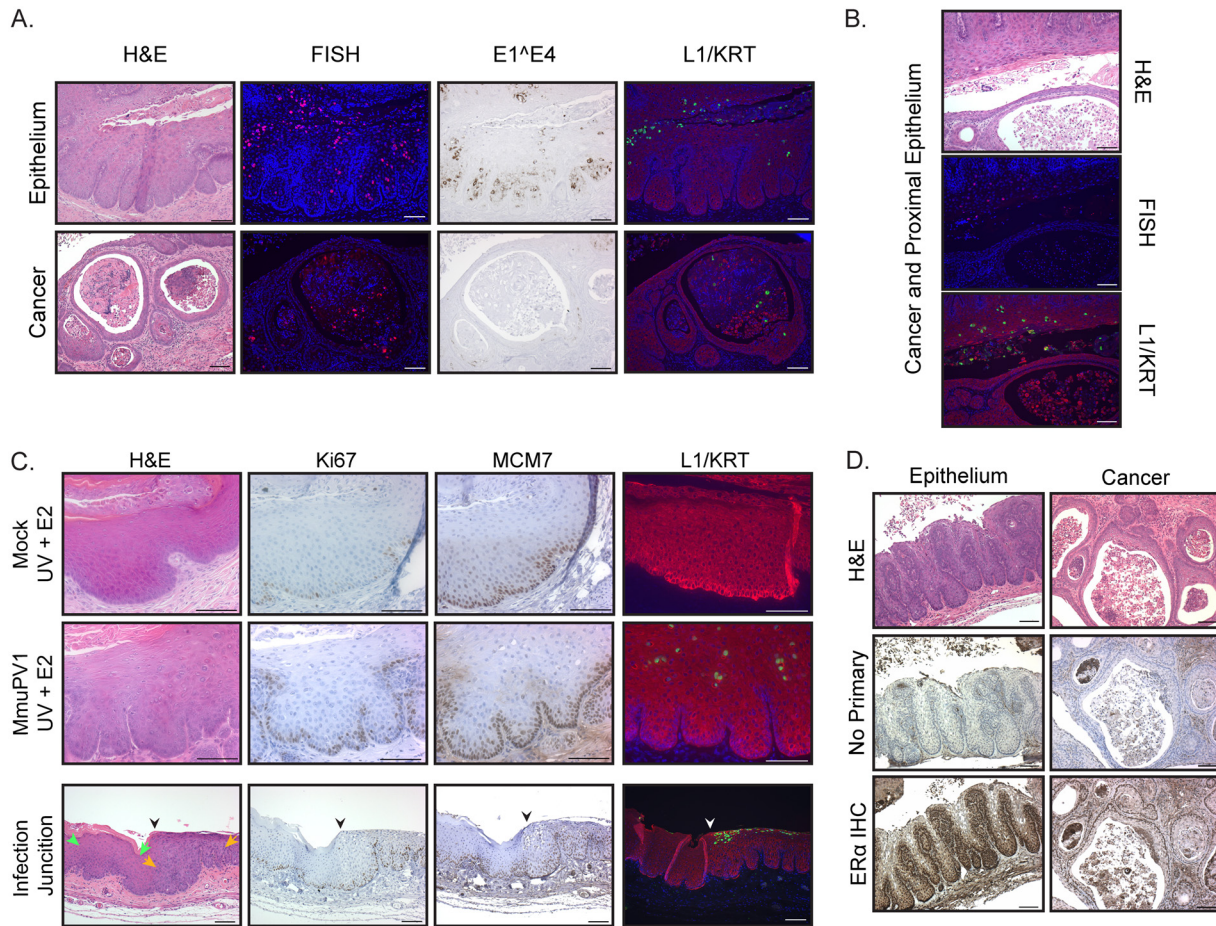 A.
H&E FISH E1^E4 L1/KRT
Epithelium
Cancer
B.
Cancer and Proximal Epithelium
H&E
FISH
L1/KRT
C.
H&E Ki67 MCM7 L1/KRT
Mock
UV + E2
MmuPV1
UV + E2
Infection
Juncition
D.
Epithelium Cancer
H&E
No Primary
ERα IHC